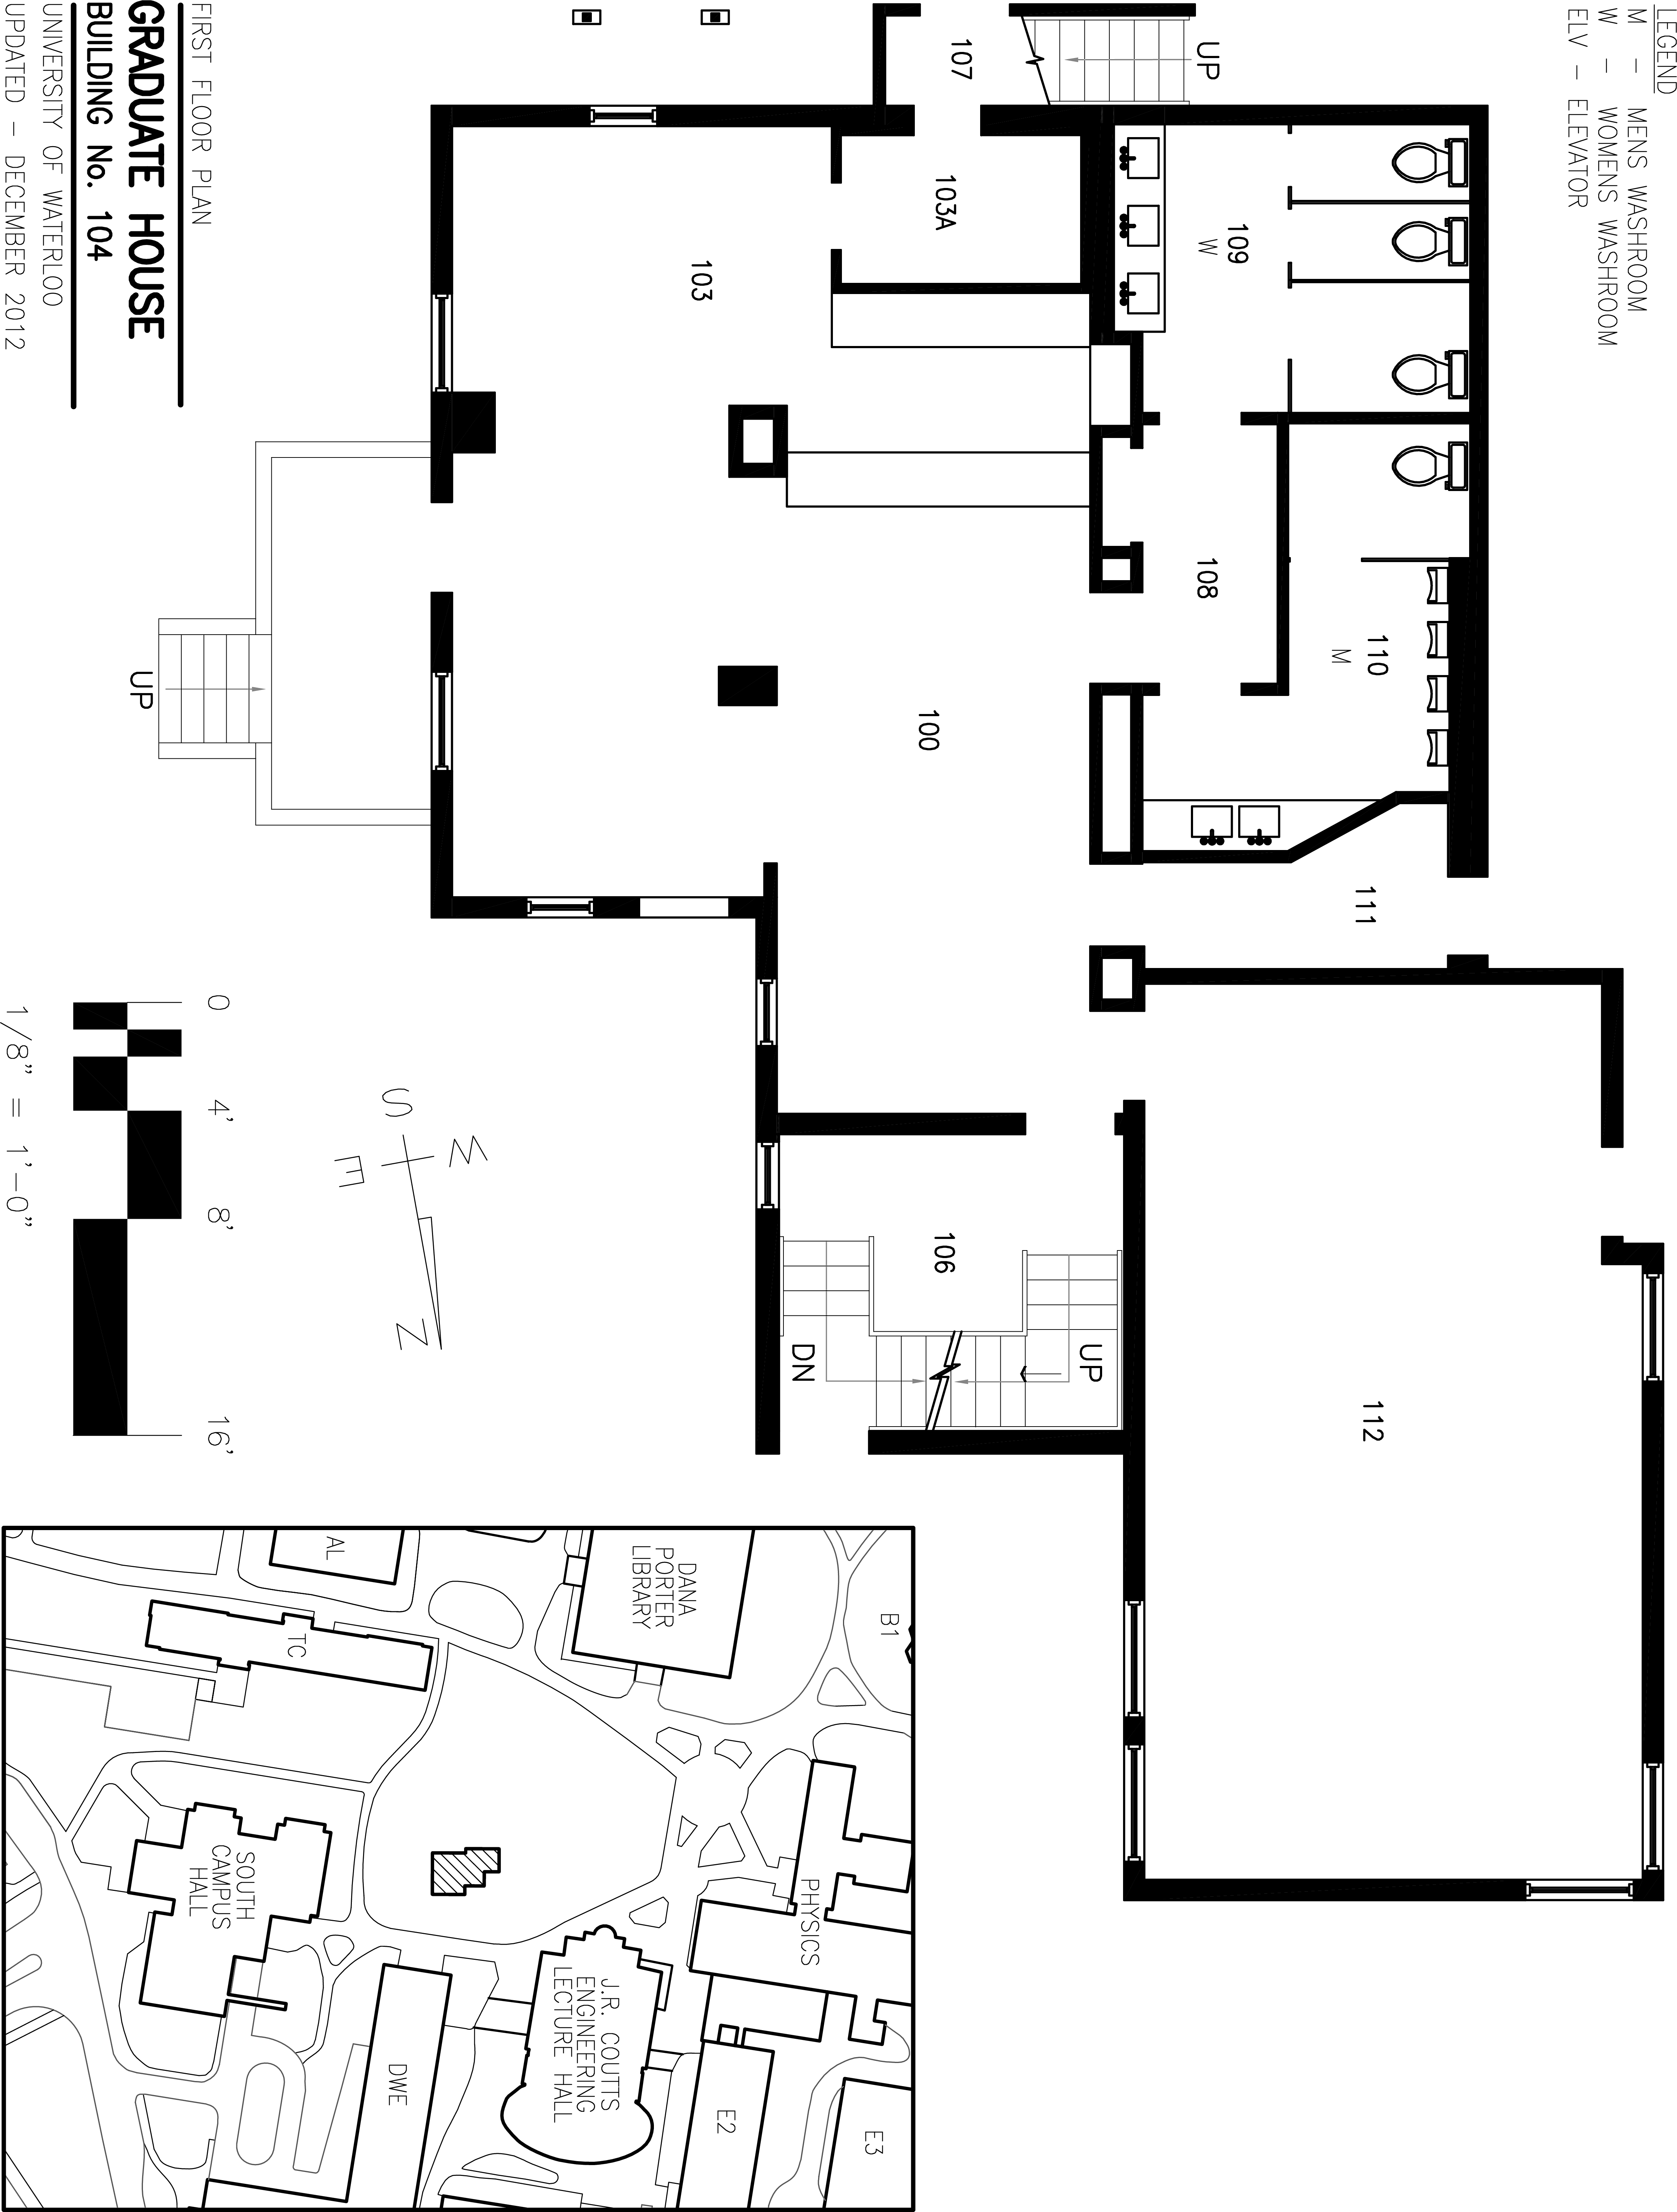 LEGEND
M - MENS WASHROOM
W - WOMENS WASHROOM
ELV - ELEVATOR
UP
107
103A
109
W
103
108
110
M
100
111
UP
106
UP
DN
112
FIRST FLOOR PLAN
GRADUATE HOUSE
BUILDING No. 104
UNIVERSITY OF WATERLOO
UPDATED - DECEMBER 2012
0 4' 8' 16'
1/8" = 1'-0"
S
W
E
N
B1
DANA
PORTER
LIBRARY
AL
TC
PHYSICS
SOUTH
CAMPUS
HALL
J.R. COUTTS
ENGINEERING
LECTURE HALL
DWE
E2
E3